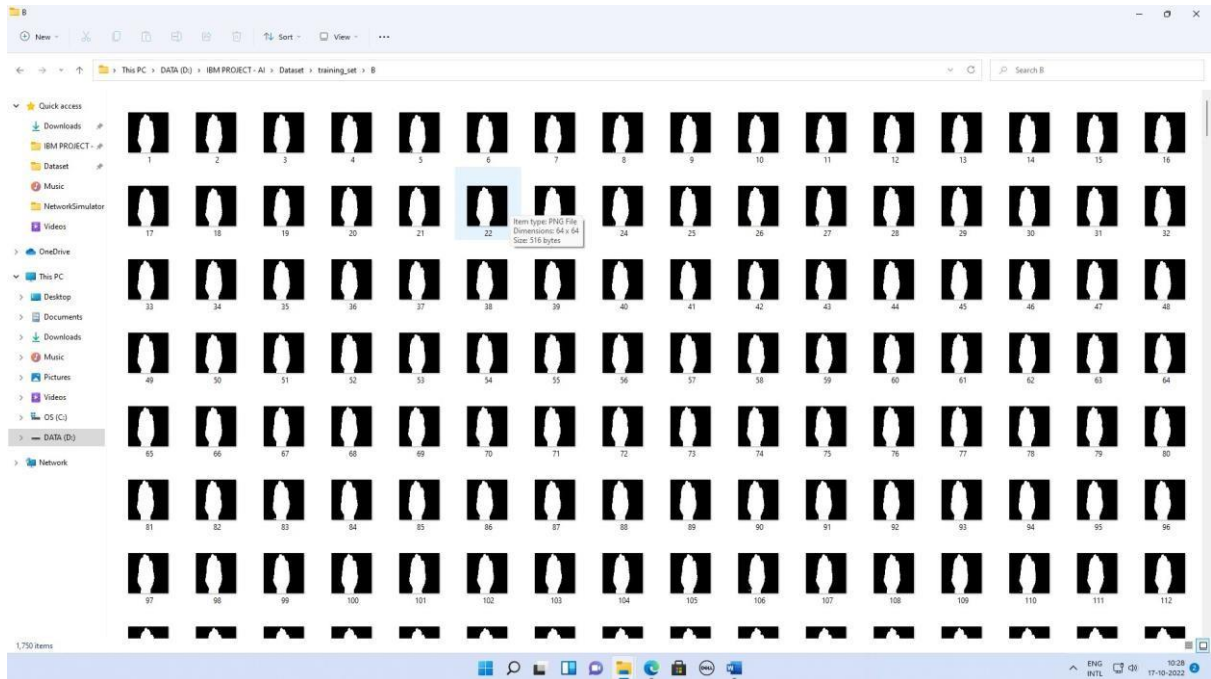 B
New Sort View ...
This PC > DATA (D:) > IBM PROJECT - AI > Dataset > training_set > B Search B
Quick access
Downloads
IBM PROJECT -
Dataset
Music
NetworkSimulator
Videos
OneDrive
This PC
Desktop
Documents
Downloads
Music
Pictures
Videos
OS (C:)
DATA (D:)
Network
1 2 3 4 5 6 7 8 9 10 11 12 13 14 15 16
17 18 19 20 21 22 24 25 26 27 28 29 30 31 32
Item type: PNG File
Dimensions: 64 x 64
Size: 516 bytes
33 34 35 36 37 38 39 40 41 42 43 44 45 46 47 48
49 50 51 52 53 54 55 56 57 58 59 60 61 62 63 64
65 66 67 68 69 70 71 72 73 74 75 76 77 78 79 80
81 82 83 84 85 86 87 88 89 90 91 92 93 94 95 96
97 98 99 100 101 102 103 104 105 106 107 108 109 110 111 112
1,750 items
DELL
W
ENG
INTL
10:28
17-10-2022
2